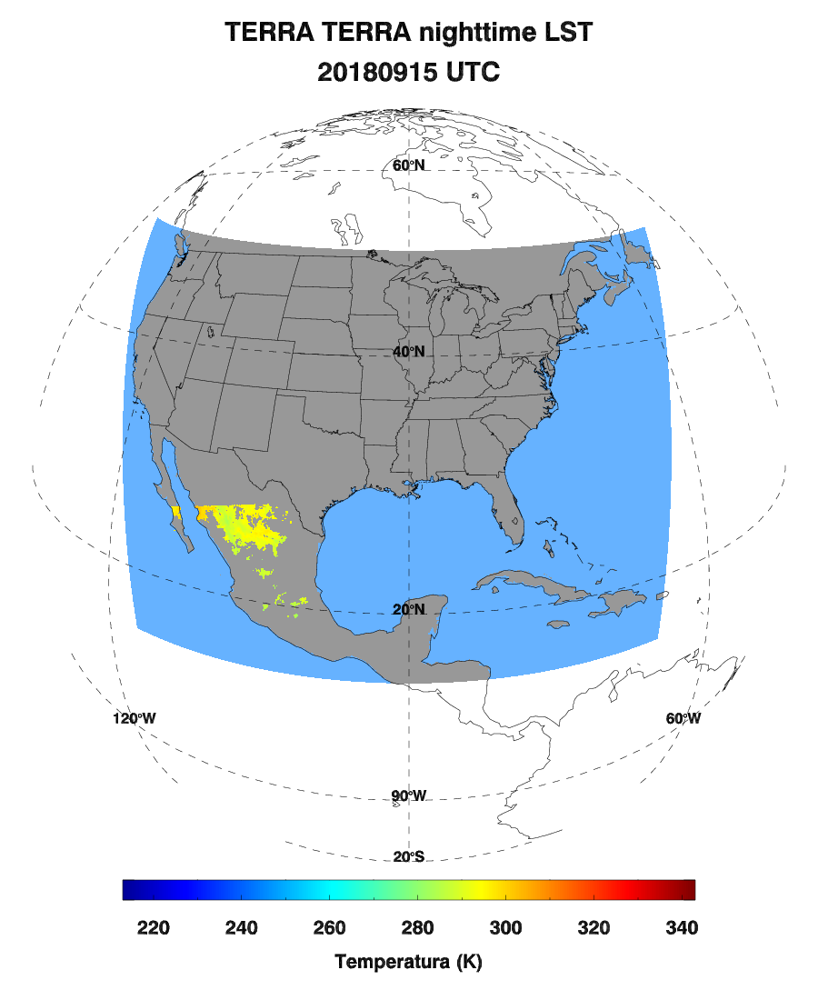 TERRA TERRA nighttime LST
20180915 UTC
60°N
40°N
20°N
120°W
60°W
90°W
20°S
220 240 260 280 300 320 340
Temperatura (K)